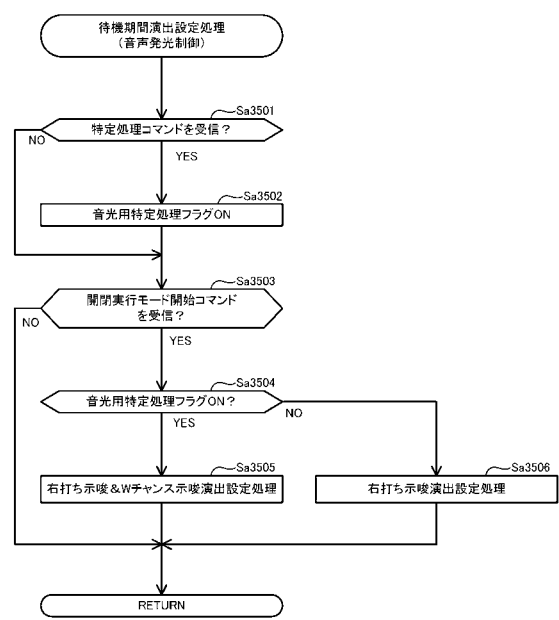 待機期間演出設定処理
(音声発光制御)
Sa3501
特定処理コマンドを受信？
NO
YES
Sa3502
音光用特定処理フラグON
Sa3503
開閉実行モード開始コマンド
を受信？
NO
YES
Sa3504
音光用特定処理フラグON？
NO
YES
Sa3505
右打ち示唆＆Wチャンス示唆演出設定処理
Sa3506
右打ち示唆演出設定処理
RETURN